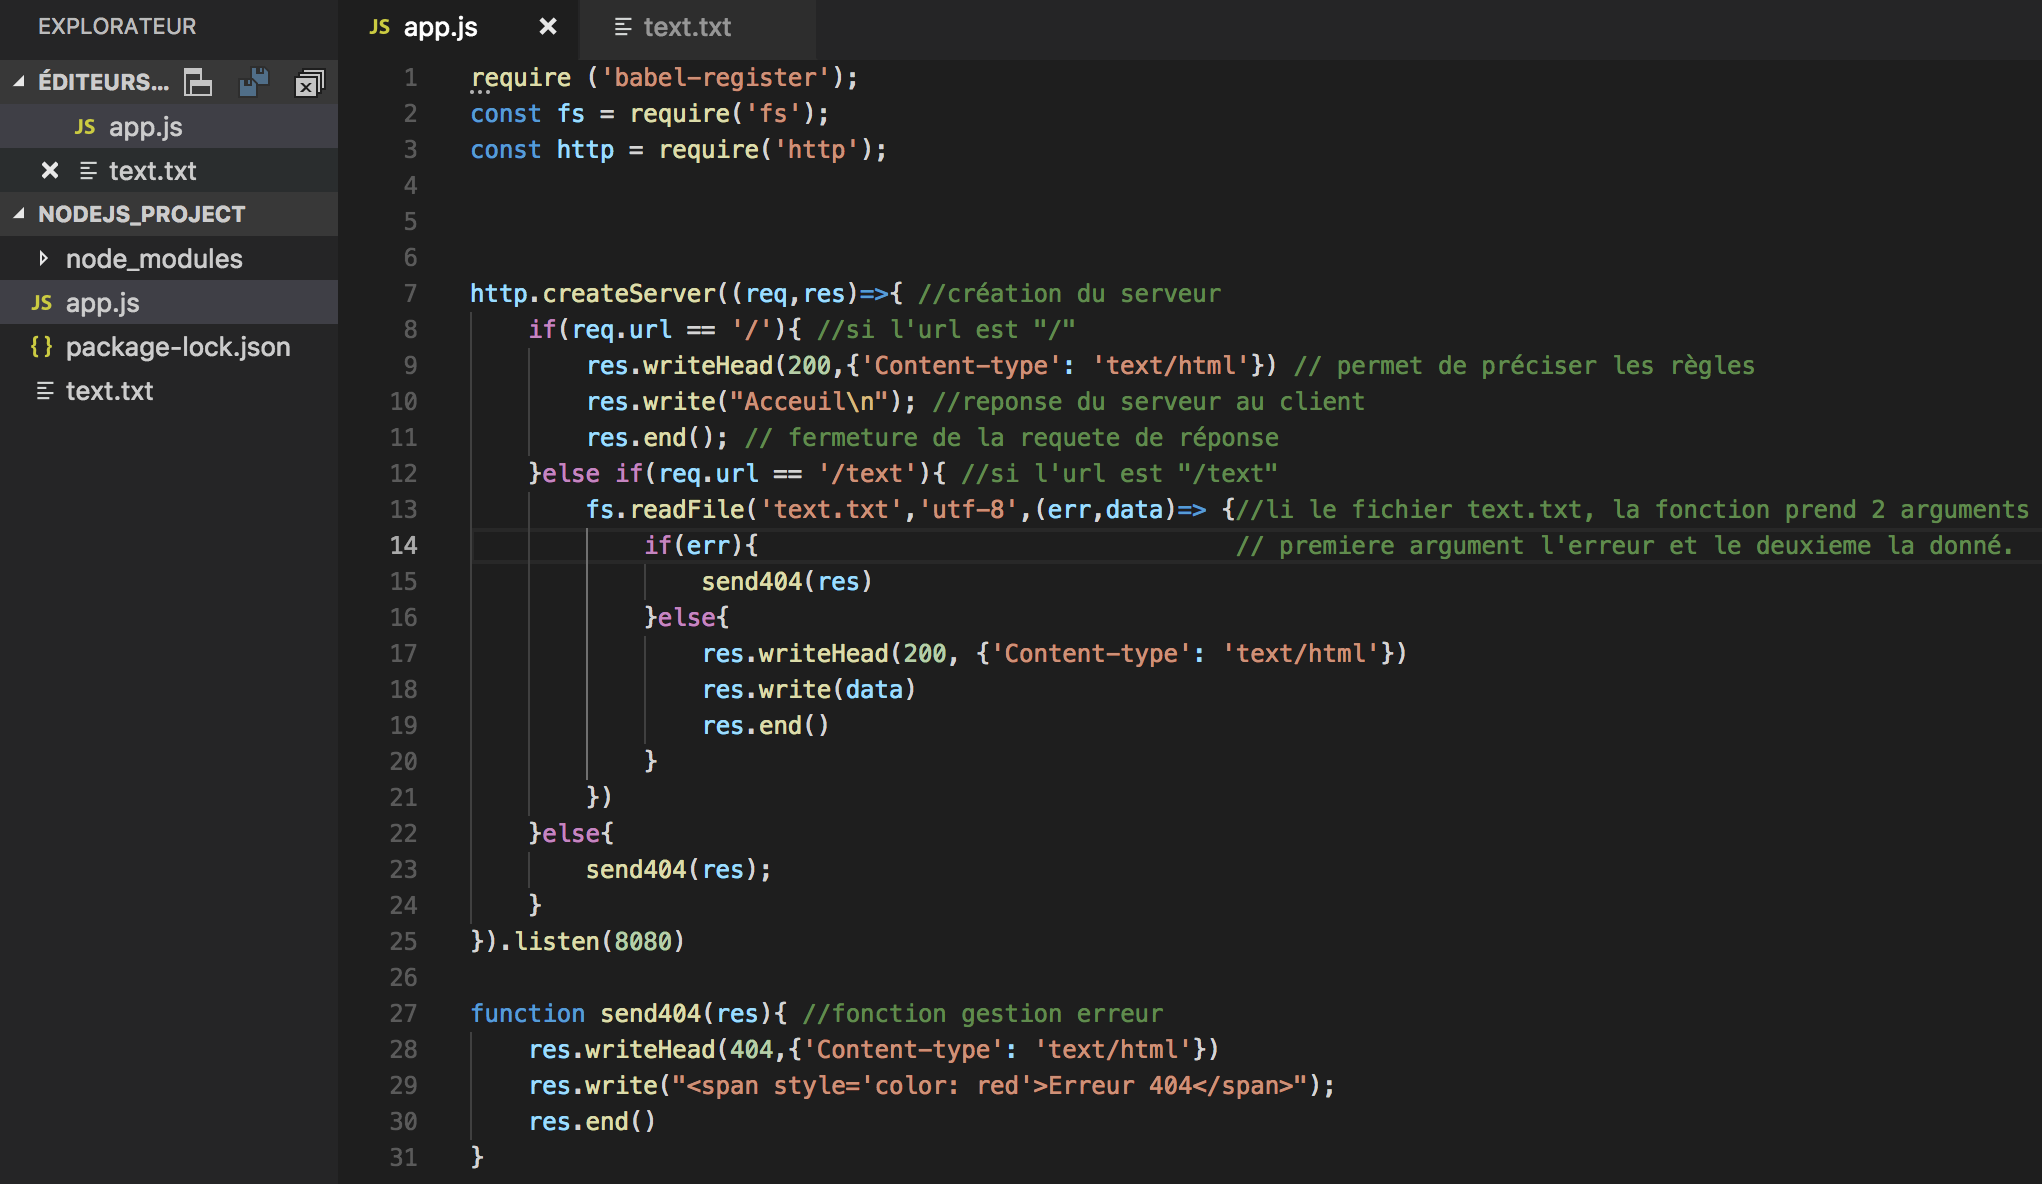 EXPLORATEUR
ÉDITEURS...
JS app.js
text.txt
NODEJS_PROJECT
node_modules
JS app.js
{} package-lock.json
text.txt
JS app.js
text.txt
1 require ('babel-register');
2 const fs = require('fs');
3 const http = require('http');
4
5
6
7 http.createServer((req,res)=>{ //création du serveur
8 if(req.url == '/'){ //si l'url est "/"
9 res.writeHead(200,{'Content-type': 'text/html'}) // permet de préciser les règles
10 res.write("Acceuil\n"); //reponse du serveur au client
11 res.end(); // fermeture de la requete de réponse
12 }else if(req.url == '/text'){ //si l'url est "/text"
13 fs.readFile('text.txt','utf-8',(err,data)=> {//li le fichier text.txt, la fonction prend 2 arguments
14 if(err){ // premiere argument l'erreur et le deuxieme la donné.
15 send404(res)
16 }else{
17 res.writeHead(200, {'Content-type': 'text/html'})
18 res.write(data)
19 res.end()
20 }
21 })
22 }else{
23 send404(res);
24 }
25 }).listen(8080)
26
27 function send404(res){ //fonction gestion erreur
28 res.writeHead(404,{'Content-type': 'text/html'})
29 res.write("<span style='color: red'>Erreur 404</span>");
30 res.end()
31 }